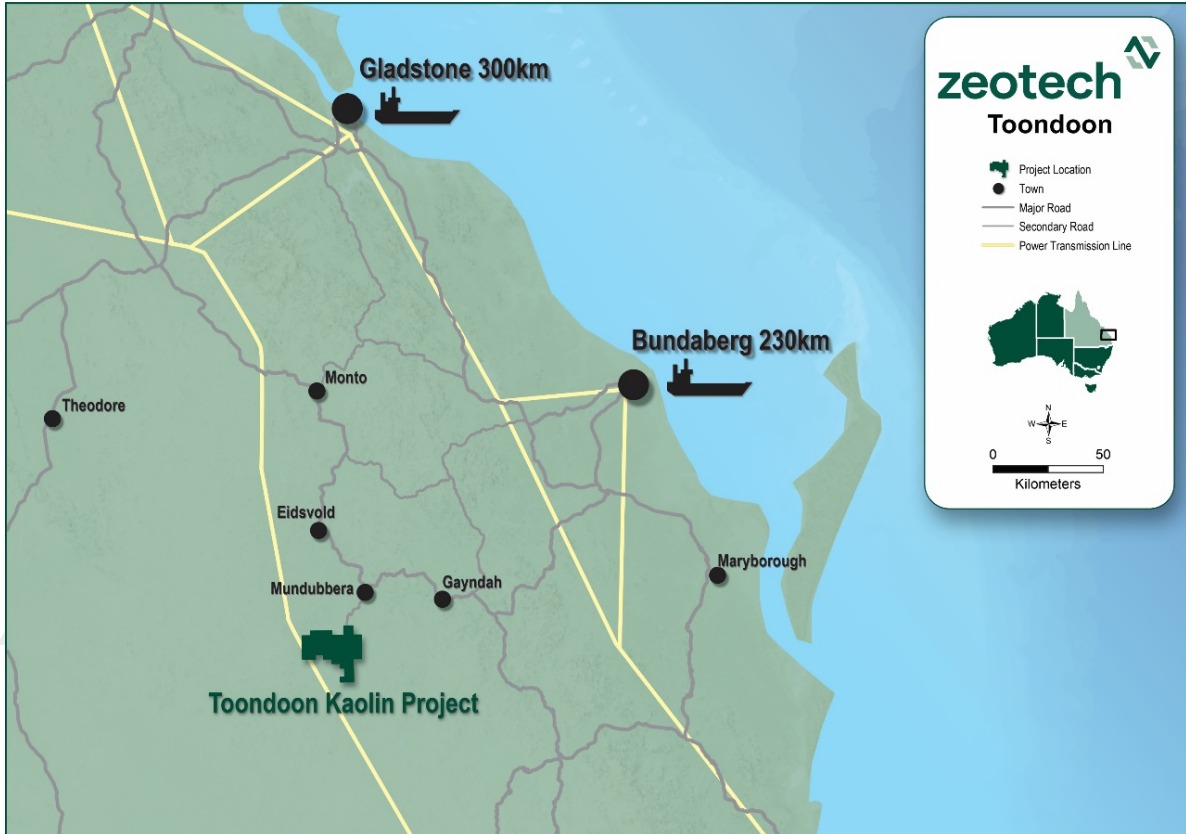 Gladstone 300km
Bundaberg 230km
Monto
Theodore
Eidsvold
Mundubbera
Gayndah
Maryborough
Toondoon Kaolin Project
zeotech
Toondoon
Project Location
Town
Major Road
Secondary Road
Power Transmission Line
N
W E
S
0 50
Kilometers